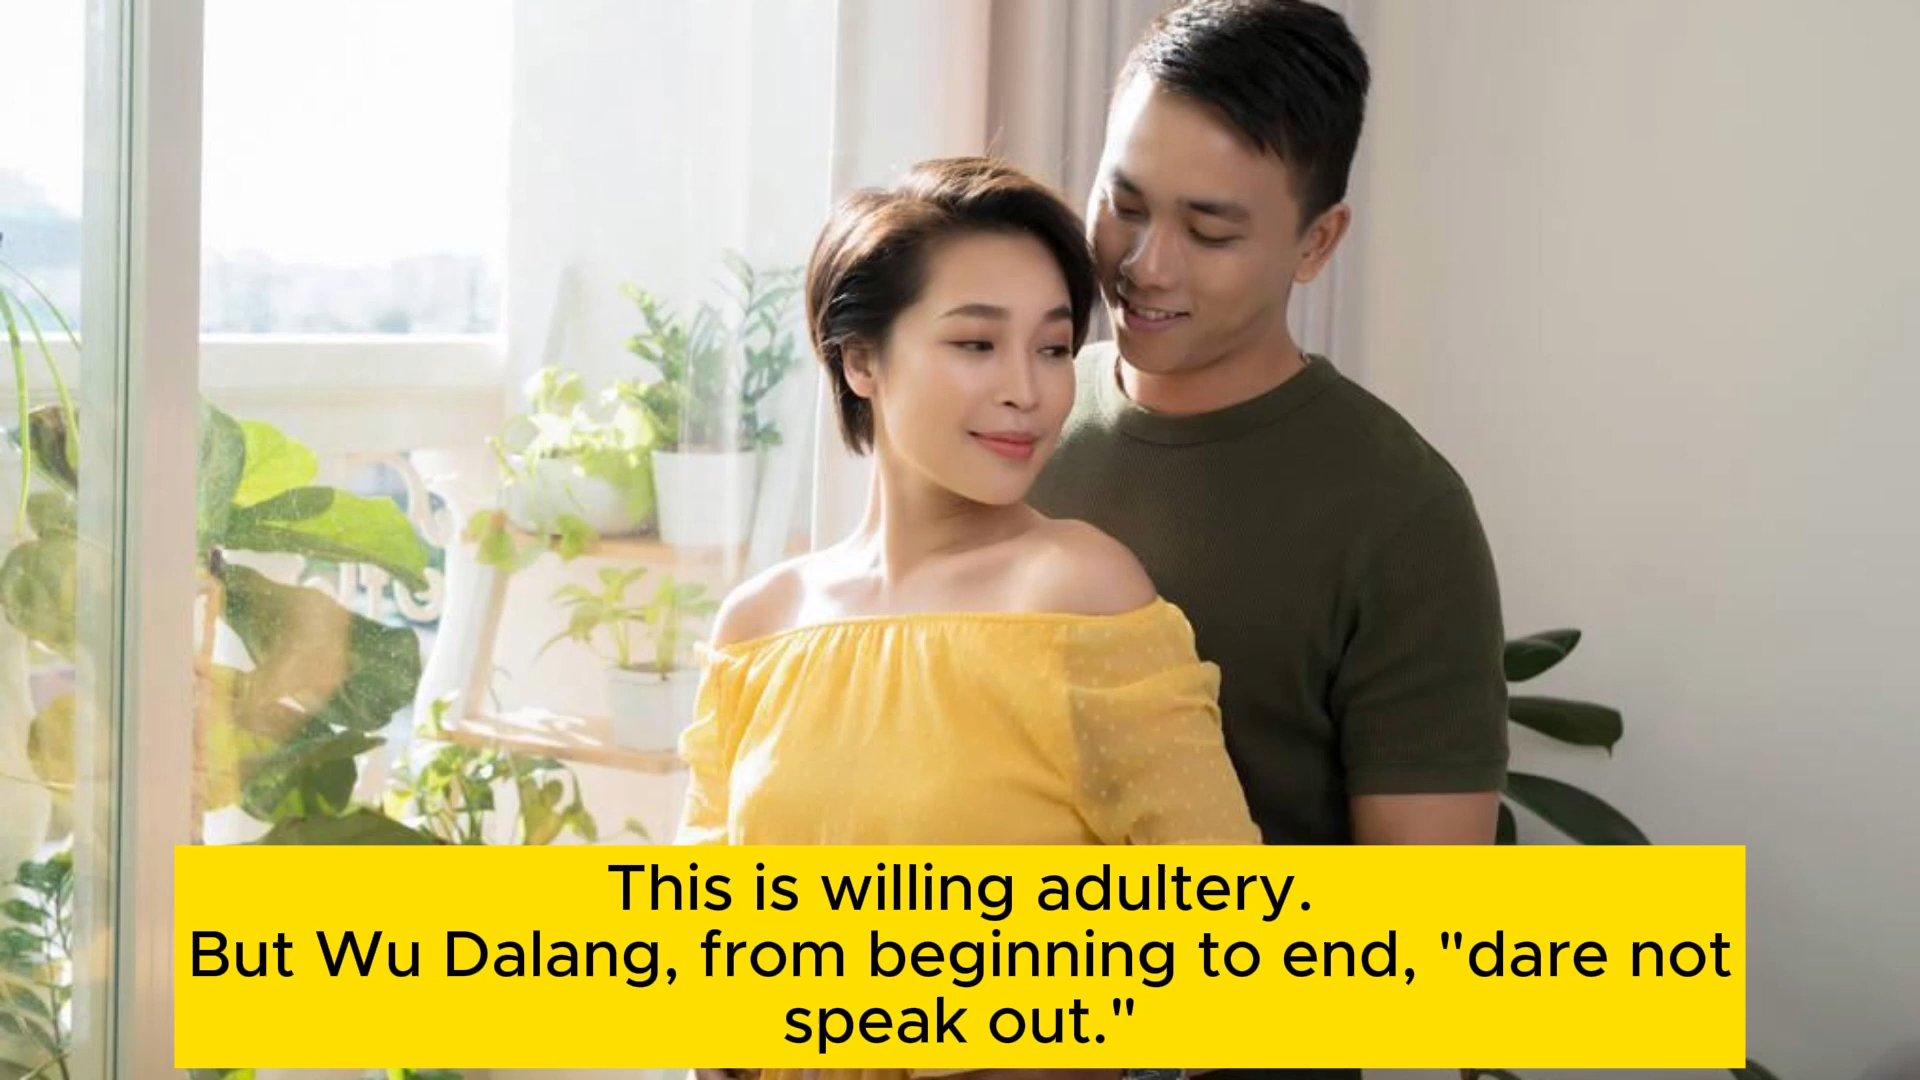 This is willing adultery.
But Wu Dalang, from beginning to end, "dare not
speak out."